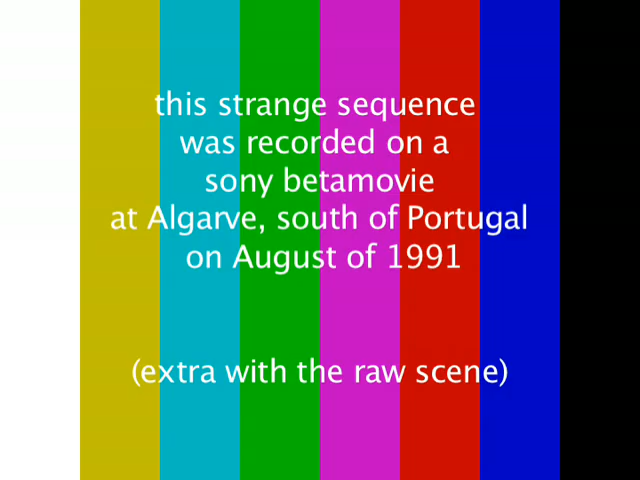 this strange sequence
was recorded on a
sony betamovie
at Algarve, south of Portugal
on August of 1991
(extra with the raw scene)